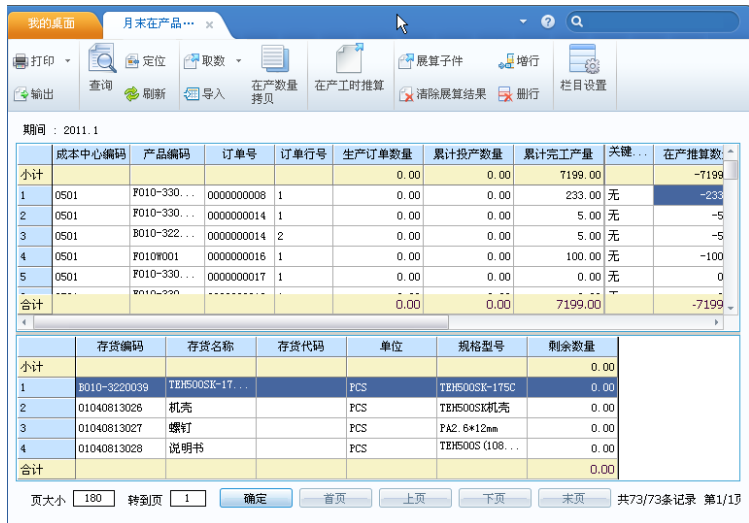 我的桌面 月末在产品… ×
打印 查询 定位 取数 在产数量拷贝 在产工时推算 展算子件 增行 栏目设置
输出 刷新 导入 清除展算结果 删行
期间 : 2011.1
成本中心编码 产品编码 订单号 订单行号 生产订单数量 累计投产数量 累计完工产量 关键... 在产推算数
小计 0.00 0.00 7199.00 -7199
1 0501 F010-330... 0000000008 1 0.00 0.00 233.00 无 -233
2 0501 F010-330... 0000000014 1 0.00 0.00 5.00 无 -5
3 0501 B010-322... 0000000014 2 0.00 0.00 5.00 无 -5
4 0501 F010W001 0000000016 1 0.00 0.00 100.00 无 -100
5 0501 F010-330... 0000000017 1 0.00 0.00 0.00 无 0
合计 0.00 0.00 7199.00 -7199
存货编码 存货名称 存货代码 单位 规格型号 剩余数量
小计 0.00
1 B010-3220039 TEH500SK-17... PCS TEH500SK-175C 0.00
2 01040813026 机壳 PCS TEH500SK机壳 0.00
3 01040813027 螺钉 PCS PA2.6*12mm 0.00
4 01040813028 说明书 PCS TEH500S(108... 0.00
合计 0.00
页大小 180 转到页 1 确定 首页 上页 下页 末页 共73/73条记录 第1/1页